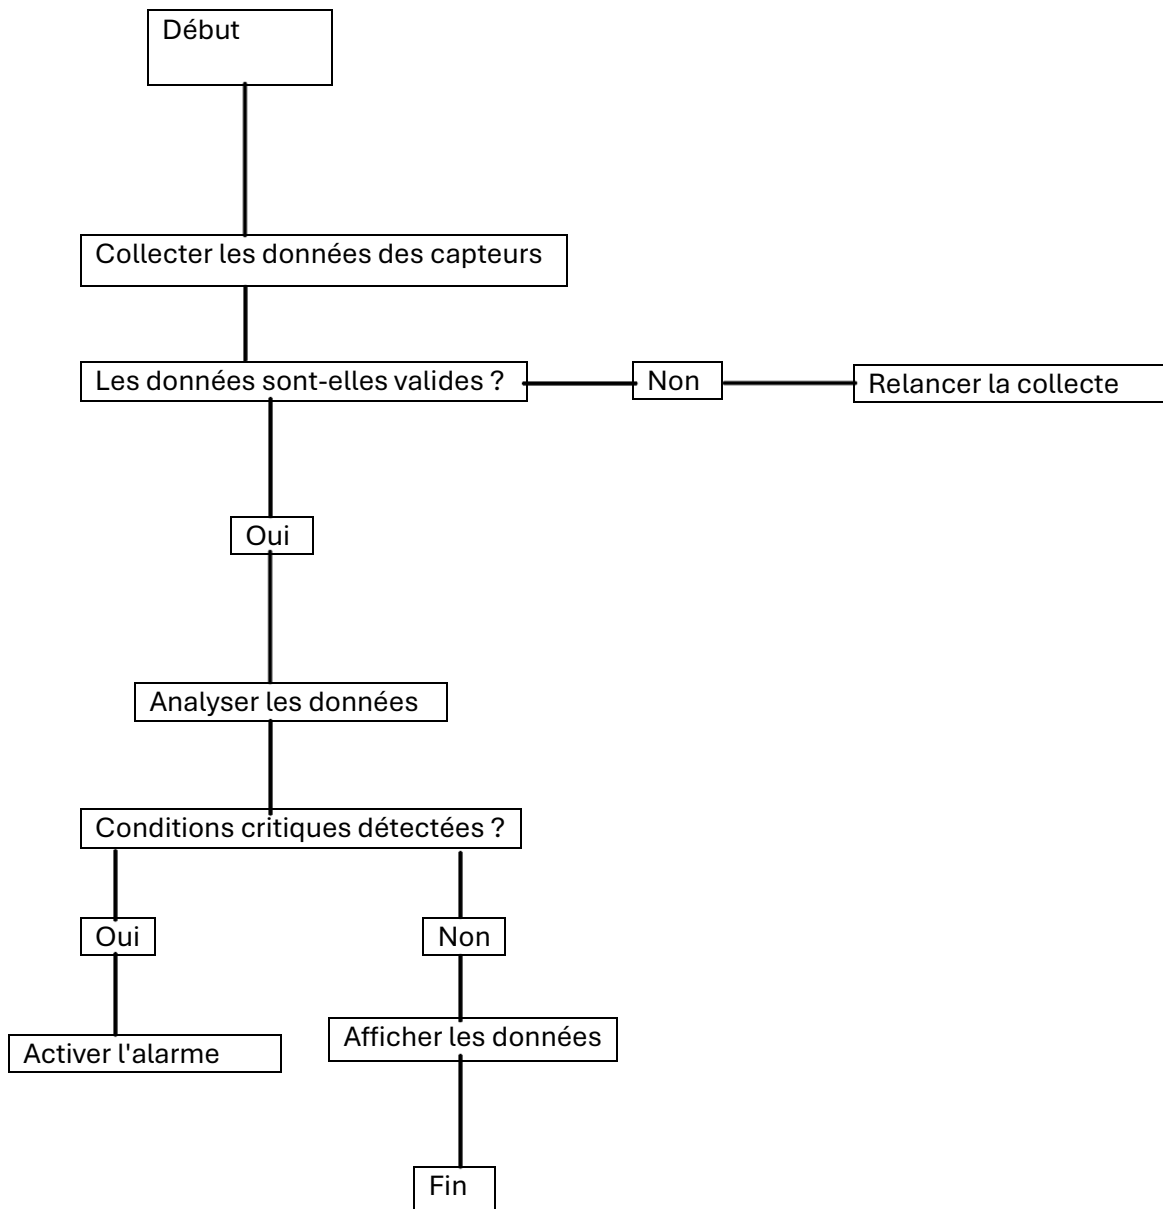 Début
Collecter les données des capteurs
Les données sont-elles valides ?
Non
Relancer la collecte
Oui
Analyser les données
Conditions critiques détectées ?
Oui
Non
Activer l'alarme
Afficher les données
Fin